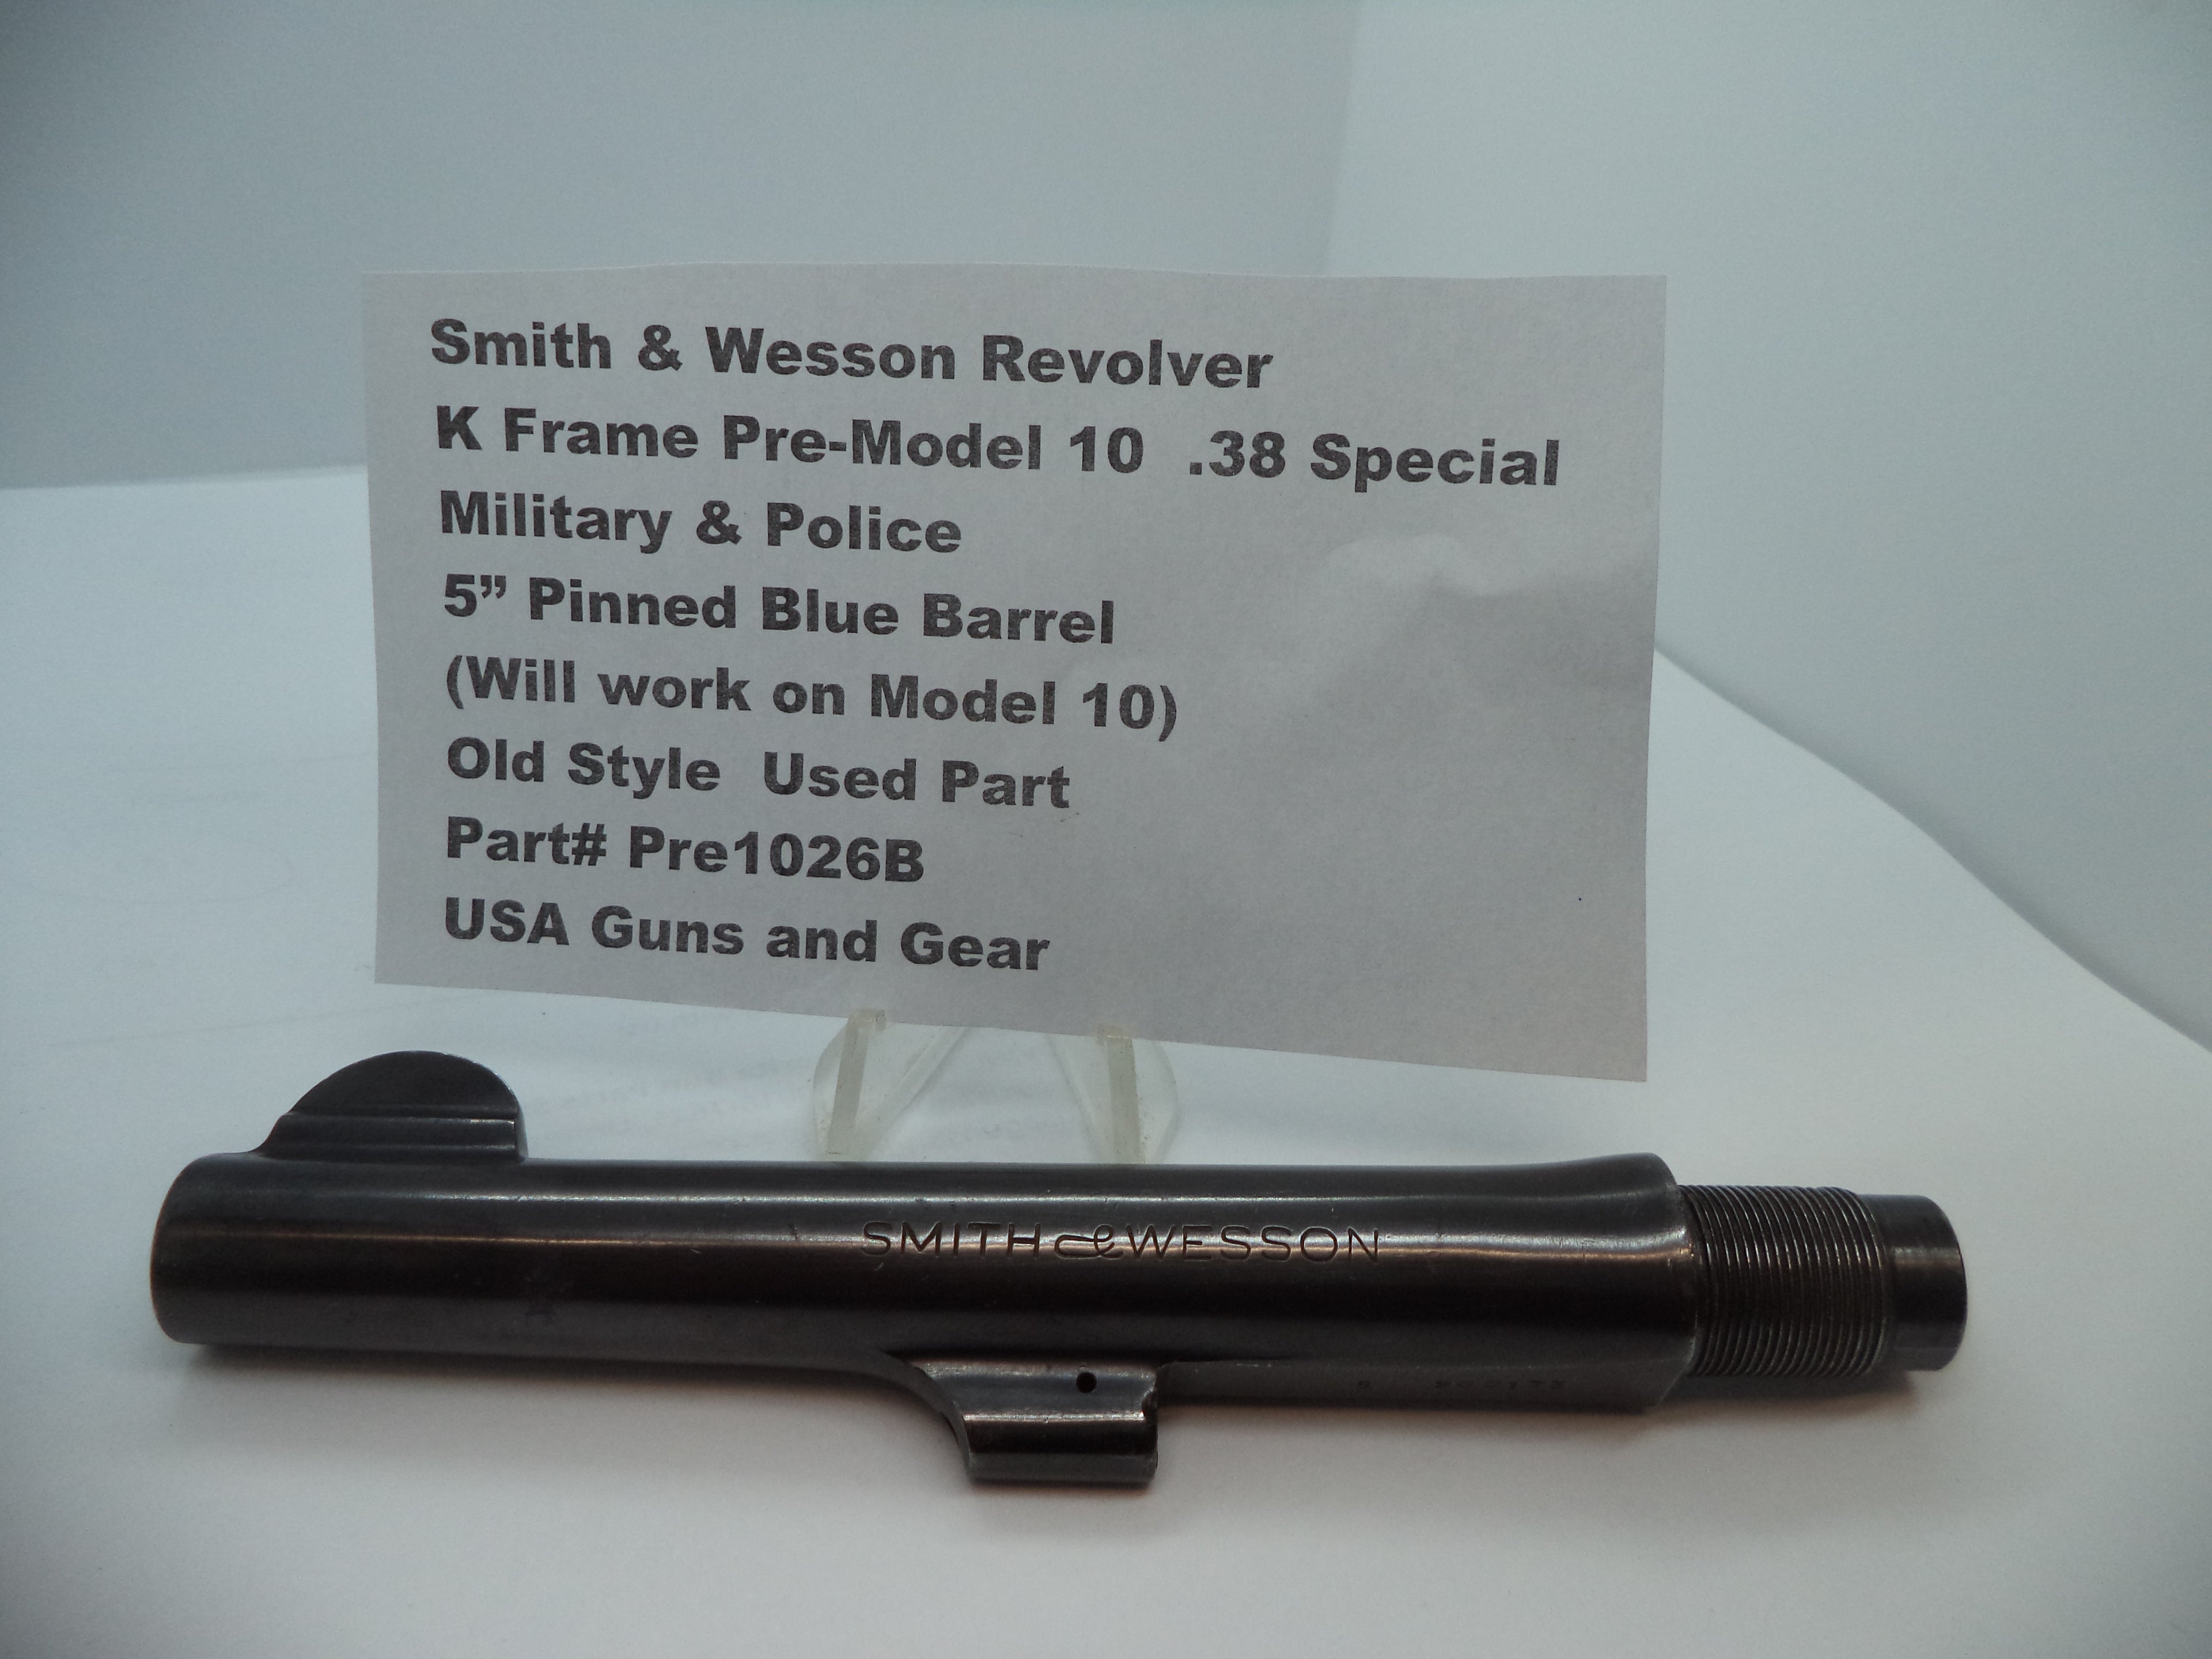 Smith & Wesson Revolver
K Frame Pre-Model 10 .38 Special
Military & Police
5” Pinned Blue Barrel
(Will work on Model 10)
Old Style Used Part
Part# Pre1026B
USA Guns and Gear
SMITH & WESSON